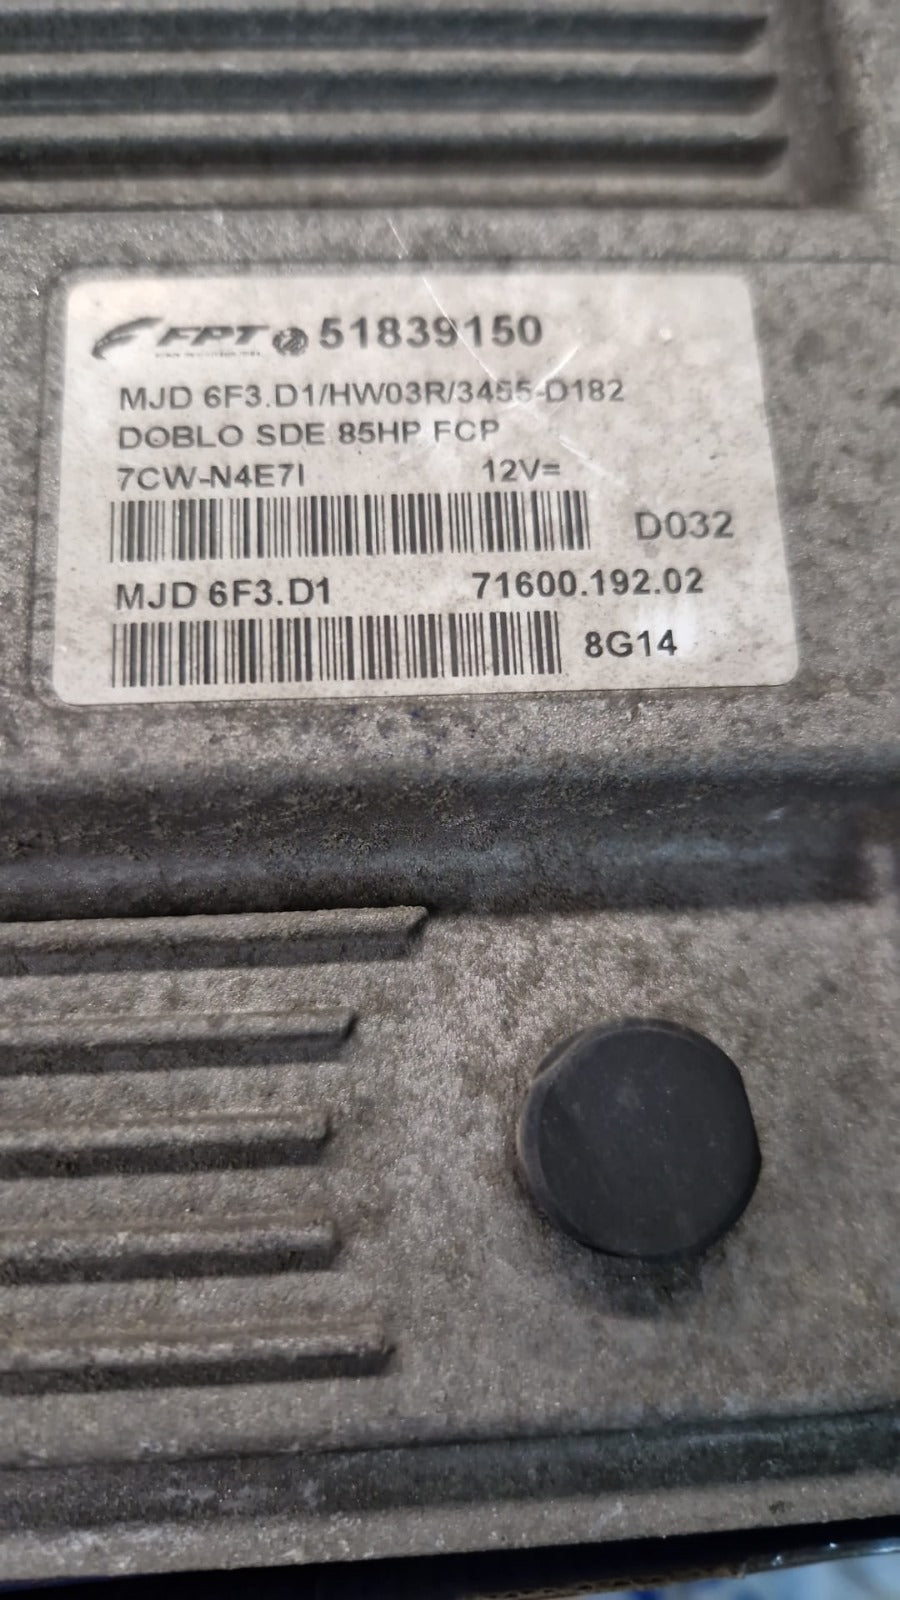 FPT 51839150
MJD 6F3.D1/HW03R/3455-D182
DOBLO SDE 85HP FCP
7CW-N4E7I 12V=
D032
MJD 6F3.D1 71600.192.02
8G14